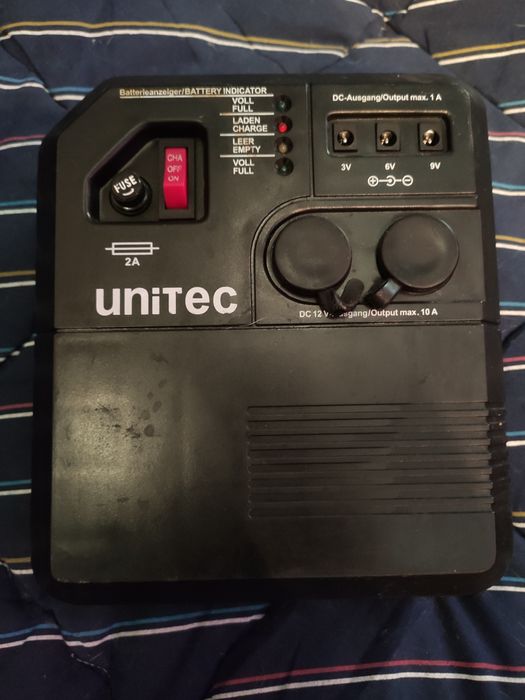 Batterieanzeiger/BATTERY INDICATOR
VOLL
FULL
LADEN
CHARGE
LEER
EMPTY
VOLL
FULL
DC-Ausgang/Output max. 1 A
3V 6V 9V
CHA
OFF
ON
FUSE
2A
UNiTEC
DC 12 V-Ausgang/Output max. 10 A